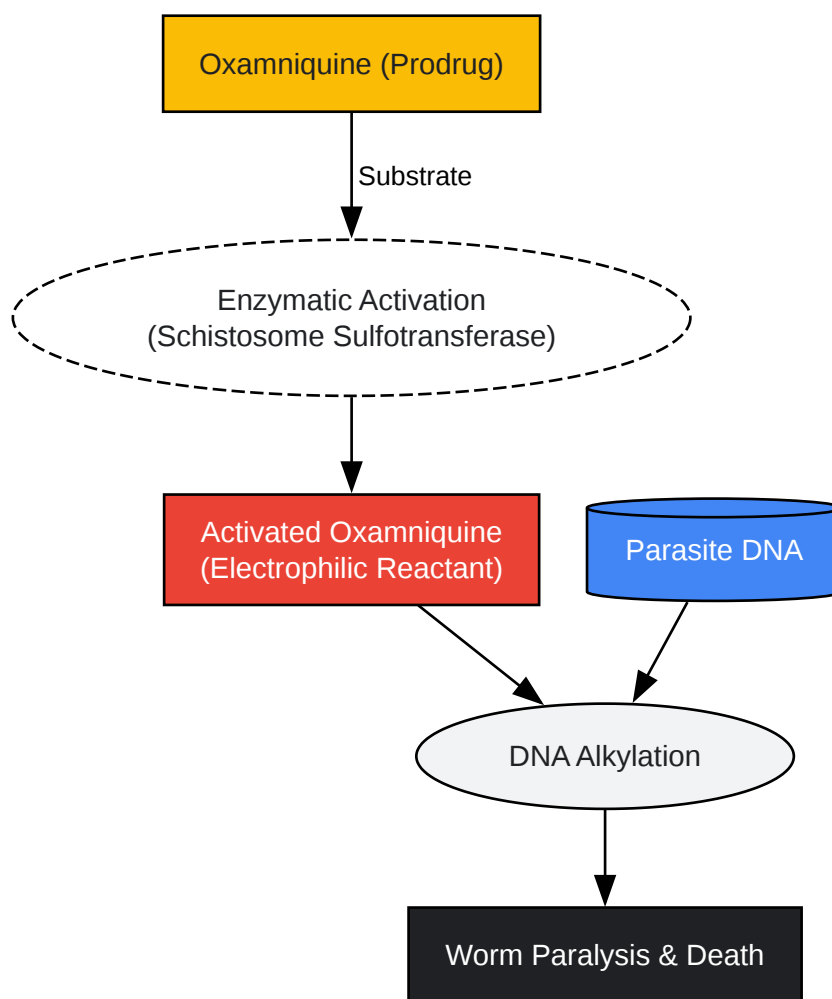 Oxamniquine (Prodrug)
Substrate
Enzymatic Activation
(Schistosome Sulfotransferase)
Activated Oxamniquine
(Electrophilic Reactant)
Parasite DNA
DNA Alkylation
Worm Paralysis & Death